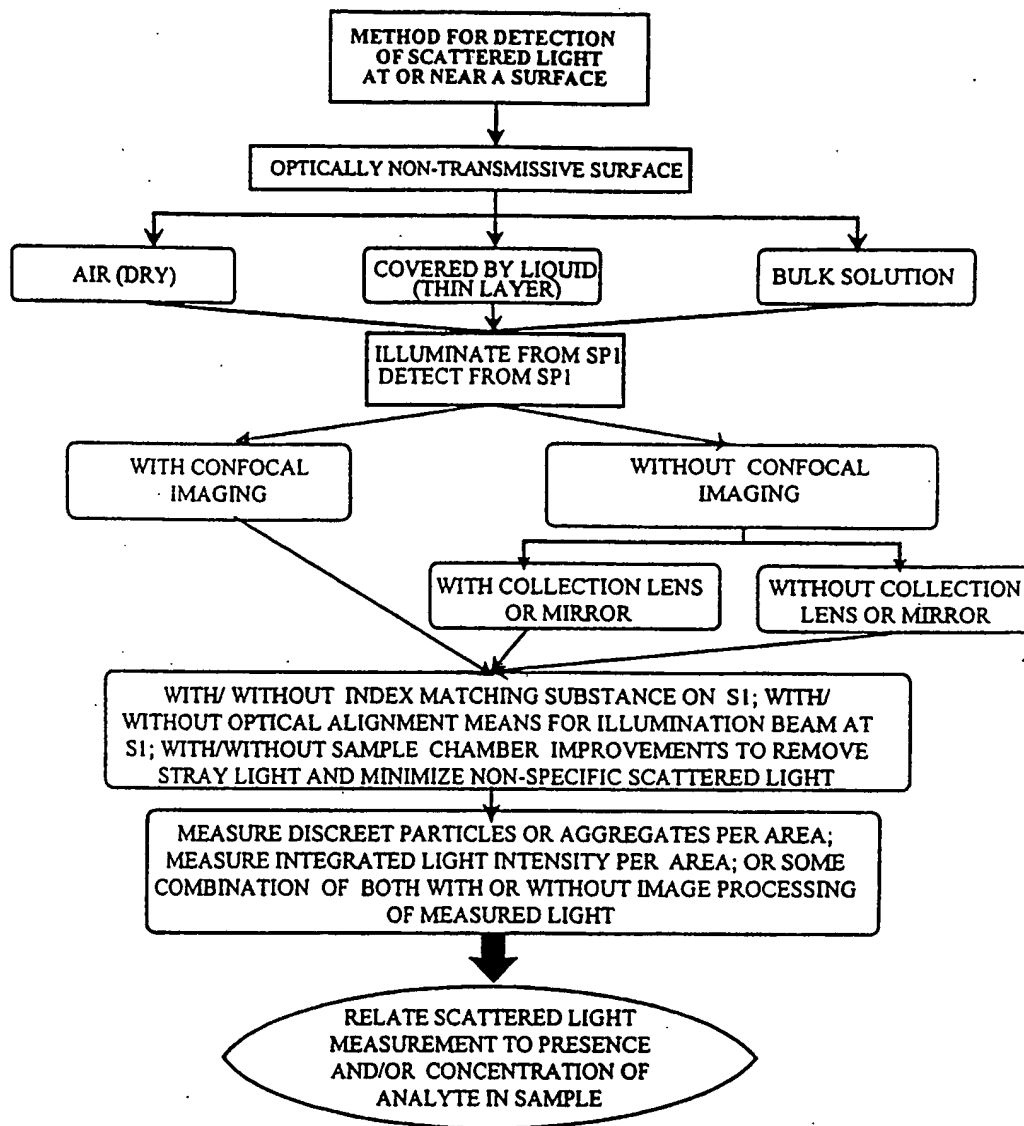 METHOD FOR DETECTION
OF SCATTERED LIGHT
AT OR NEAR A SURFACE
OPTICALLY NON-TRANSMISSIVE SURFACE
AIR (DRY)
COVERED BY LIQUID
(THIN LAYER)
BULK SOLUTION
ILLUMINATE FROM SP1
DETECT FROM SP1
WITH CONFOCAL
IMAGING
WITHOUT CONFOCAL
IMAGING
WITH COLLECTION LENS
OR MIRROR
WITHOUT COLLECTION
LENS OR MIRROR
WITH/ WITHOUT INDEX MATCHING SUBSTANCE ON S1; WITH/
WITHOUT OPTICAL ALIGNMENT MEANS FOR ILLUMINATION BEAM AT
S1; WITH/WITHOUT SAMPLE CHAMBER IMPROVEMENTS TO REMOVE
STRAY LIGHT AND MINIMIZE NON-SPECIFIC SCATTERED LIGHT
MEASURE DISCREET PARTICLES OR AGGREGATES PER AREA;
MEASURE INTEGRATED LIGHT INTENSITY PER AREA; OR SOME
COMBINATION OF BOTH WITH OR WITHOUT IMAGE PROCESSING
OF MEASURED LIGHT
RELATE SCATTERED LIGHT
MEASUREMENT TO PRESENCE
AND/OR CONCENTRATION OF
ANALYTE IN SAMPLE